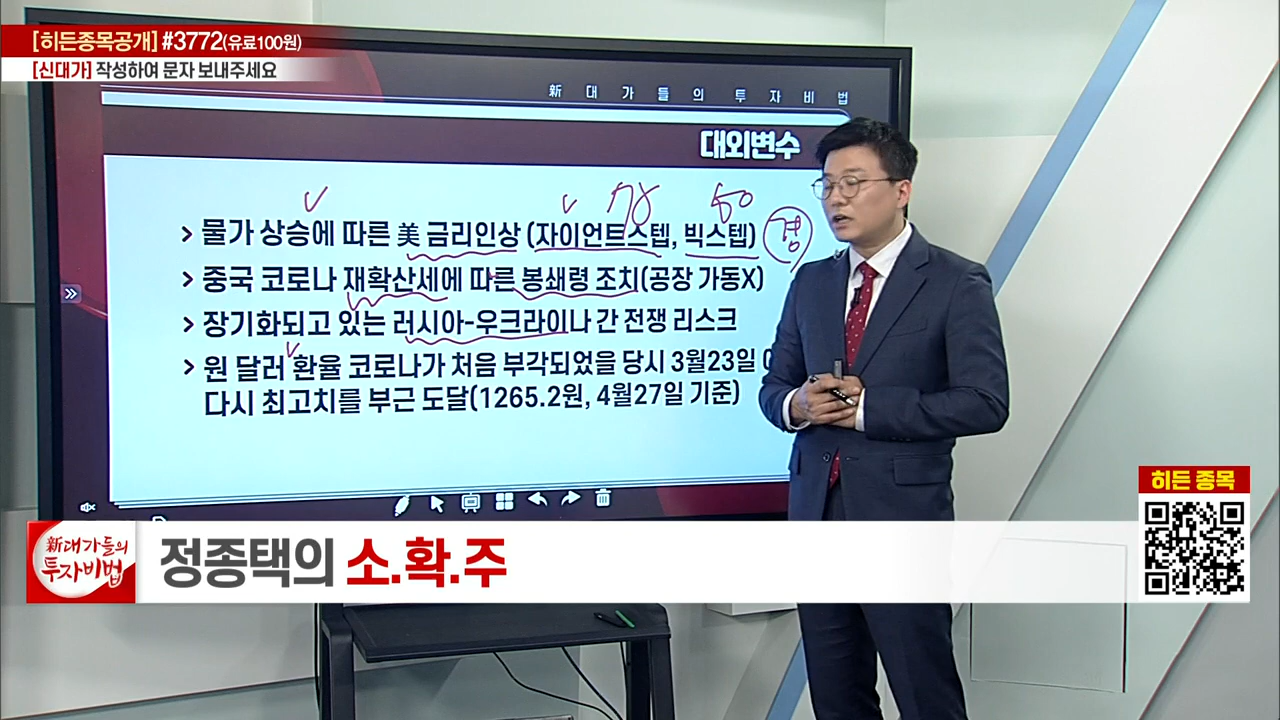 [히든종목공개] #3772(유료100원)
[신대가] 작성하여 문자 보내주세요
新 대가들의 투자비법
대외변수
> 물가 상승에 따른 美 금리인상 (자이언트스텝, 빅스텝)
> 중국 코로나 재확산세에 따른 봉쇄령 조치(공장 가동X)
> 장기화되고 있는 러시아-우크라이나 간 전쟁 리스크
> 원 달러 환율 코로나가 처음 부각되었을 당시 3월23일
다시 최고치를 부근 도달(1265.2원, 4월27일 기준)
히든 종목
新대가들의
투자비법
정종택의 소.확.주